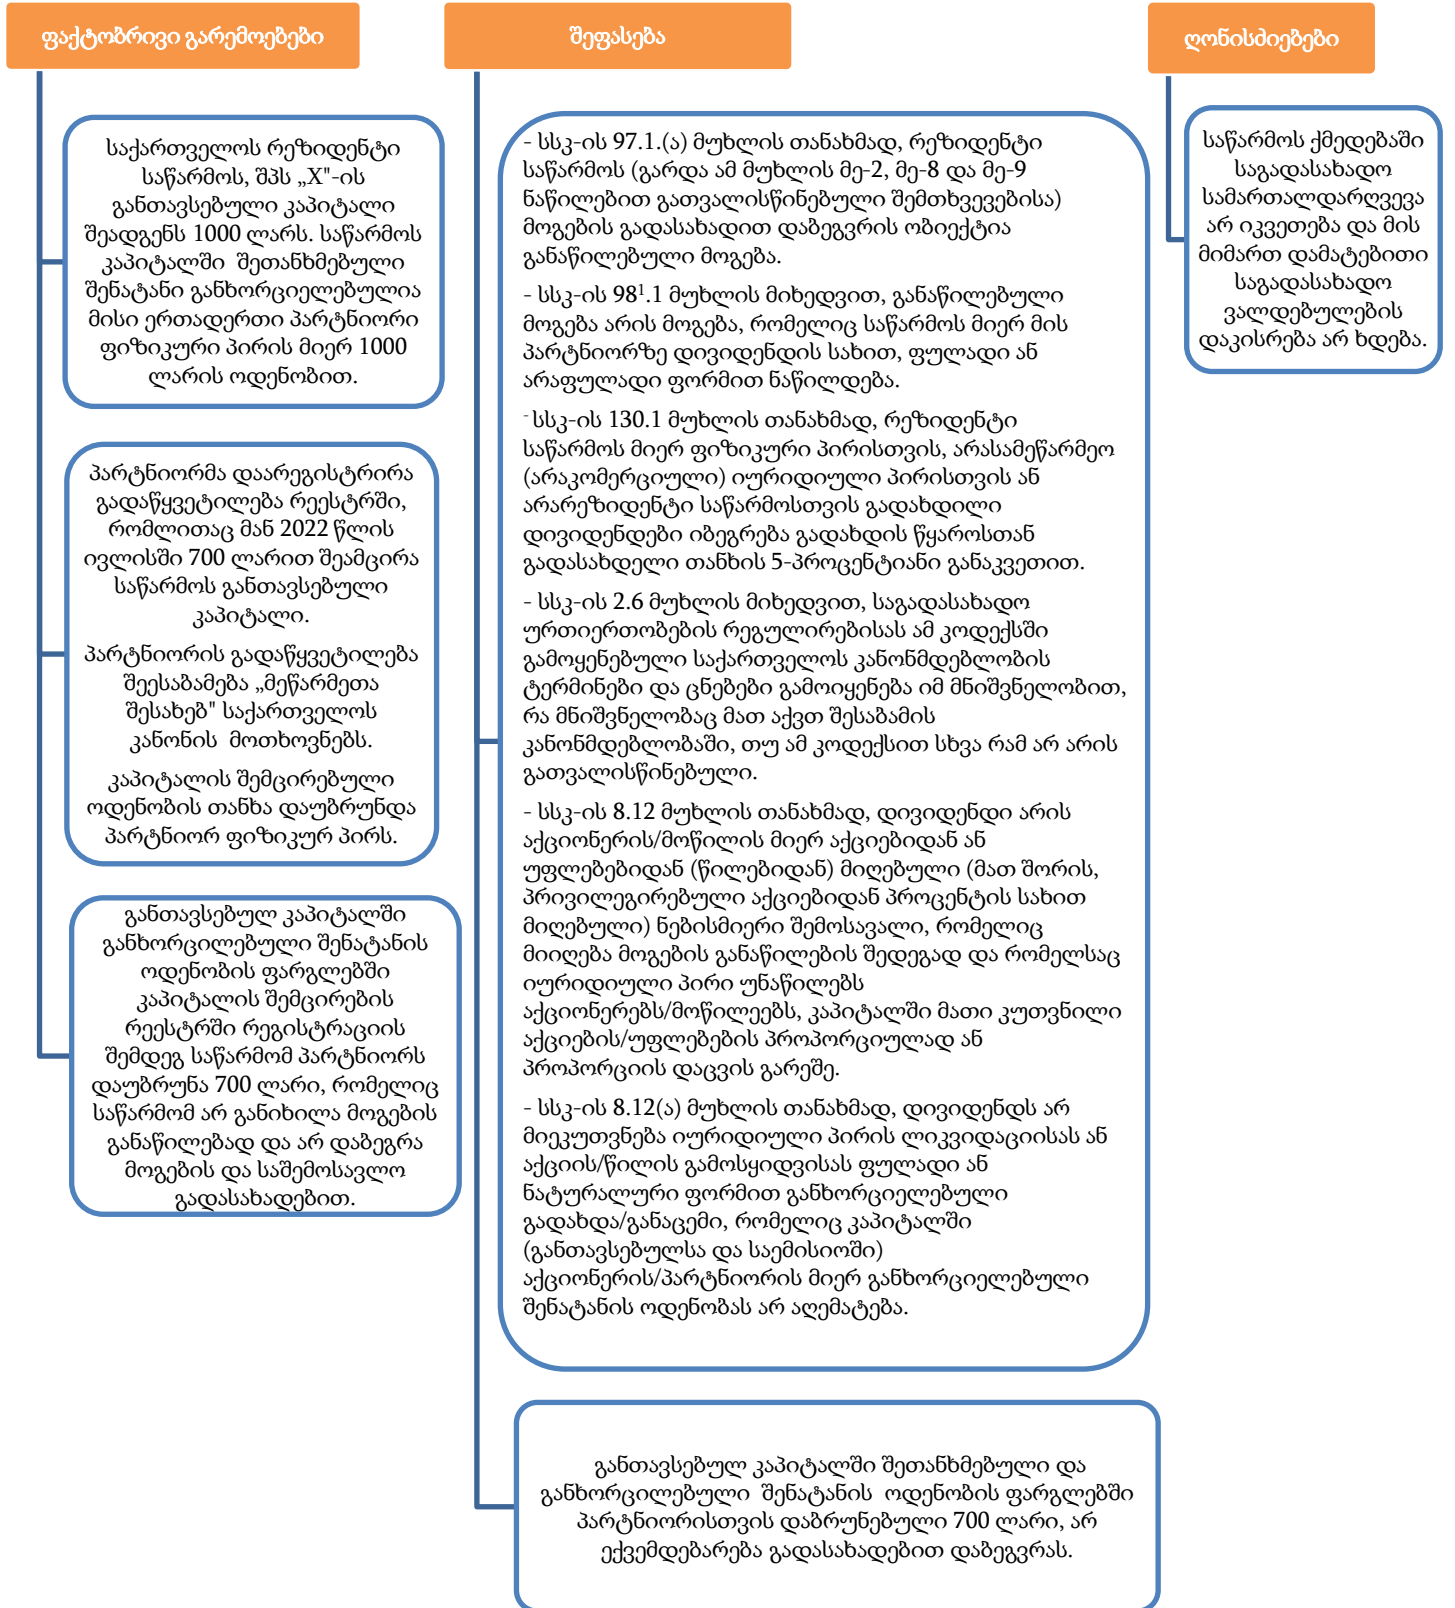 ფაქტობრივი გარემოებები
საქართველოს რეზიდენტი
საწარმოს, შპს „X"-ის
განთავსებული კაპიტალი
შეადგენს 1000 ლარს. საწარმოს
კაპიტალში შეთანხმებული
შენატანი განხორციელებულია
მისი ერთადერთი პარტნიორი
ფიზიკური პირის მიერ 1000
ლარის ოდენობით.
პარტნიორმა დაარეგისტრირა
გადაწყვეტილება რეესტრში,
რომლითაც მან 2022 წლის
ივლისში 700 ლარით შეამცირა
საწარმოს განთავსებული
კაპიტალი.
პარტნიორის გადაწყვეტილება
შეესაბამება „მეწარმეთა
შესახებ" საქართველოს
კანონის მოთხოვნებს.
კაპიტალის შემცირებული
ოდენობის თანხა დაუბრუნდა
პარტნიორ ფიზიკურ პირს.
განთავსებულ კაპიტალში
განხორცილებული შენატანის
ოდენობის ფარგლებში
კაპიტალის შემცირების
რეესტრში რეგისტრაციის
შემდეგ საწარმომ პარტნიორს
დაუბრუნა 700 ლარი, რომელიც
საწარმომ არ განიხილა მოგების
განაწილებად და არ დაბეგრა
მოგების და საშემოსავლო
გადასახადებით.
შეფასება
- სსკ-ის 97.1.(ა) მუხლის თანახმად, რეზიდენტი
საწარმოს (გარდა ამ მუხლის მე-2, მე-8 და მე-9
ნაწილებით გათვალისწინებული შემთხვევებისა)
მოგების გადასახადით დაბეგვრის ობიექტია
განაწილებული მოგება.
- სსკ-ის 98¹.1 მუხლის მიხედვით, განაწილებული
მოგება არის მოგება, რომელიც საწარმოს მიერ მის
პარტნიორზე დივიდენდის სახით, ფულადი ან
არაფულადი ფორმით ნაწილდება.
- სსკ-ის 130.1 მუხლის თანახმად, რეზიდენტი
საწარმოს მიერ ფიზიკური პირისთვის, არასამეწარმეო
(არაკომერციული) იურიდიული პირისთვის ან
არარეზიდენტი საწარმოსთვის გადახდილი
დივიდენდები იბეგრება გადახდის წყაროსთან
გადასახდელი თანხის 5-პროცენტიანი განაკვეთით.
- სსკ-ის 2.6 მუხლის მიხედვით, საგადასახადო
ურთიერთობების რეგულირებისას ამ კოდექსში
გამოყენებული საქართველოს კანონმდებლობის
ტერმინები და ცნებები გამოიყენება იმ მნიშვნელობით,
რა მნიშვნელობაც მათ აქვთ შესაბამის
კანონმდებლობაში, თუ ამ კოდექსით სხვა რამ არ არის
გათვალისწინებული.
- სსკ-ის 8.12 მუხლის თანახმად, დივიდენდი არის
აქციონერის/მოწილის მიერ აქციებიდან ან
უფლებებიდან (წილებიდან) მიღებული (მათ შორის,
პრივილეგირებული აქციებიდან პროცენტის სახით
მიღებული) ნებისმიერი შემოსავალი, რომელიც
მიიღება მოგების განაწილების შედეგად და რომელსაც
იურიდიული პირი უნაწილებს
აქციონერებს/მოწილეებს, კაპიტალში მათი კუთვნილი
აქციების/უფლებების პროპორციულად ან
პროპორციის დაცვის გარეშე.
- სსკ-ის 8.12(ა) მუხლის თანახმად, დივიდენდს არ
მიეკუთვნება იურიდიული პირის ლიკვიდაციისას ან
აქციის/წილის გამოსყიდვისას ფულადი ან
ნატურალური ფორმით განხორციელებული
გადახდა/განაცემი, რომელიც კაპიტალში
(განთავსებულსა და საემისიოში)
აქციონერის/პარტნიორის მიერ განხორციელებული
შენატანის ოდენობას არ აღემატება.
განთავსებულ კაპიტალში შეთანხმებული და
განხორცილებული შენატანის ოდენობის ფარგლებში
პარტნიორისთვის დაბრუნებული 700 ლარი, არ
ექვემდებარება გადასახადებით დაბეგვრას.
ღონისძიებები
საწარმოს ქმედებაში
საგადასახადო
სამართალდარღვევა
არ იკვეთება და მის
მიმართ დამატებითი
საგადასახადო
ვალდებულების
დაკისრება არ ხდება.